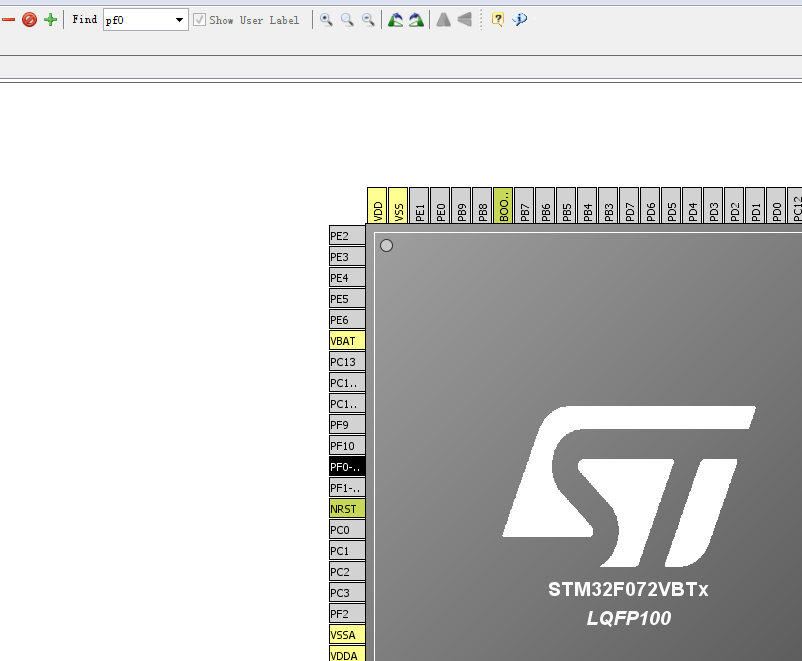 Find pf0 Show User Label
VDD VSS PE1 PE0 PB9 PB8 BOO.. PB7 PB6 PB5 PB4 PB3 PD7 PD6 PD5 PD4 PD3 PD2 PD1 PD0 PC12
PE2
PE3
PE4
PE5
PE6
VBAT
PC13
PC1..
PC1..
PF9
PF10
PF0-..
PF1-..
NRST
PC0
PC1
PC2
PC3
PF2
VSSA
VDDA
ST
STM32F072VBTx
LQFP100